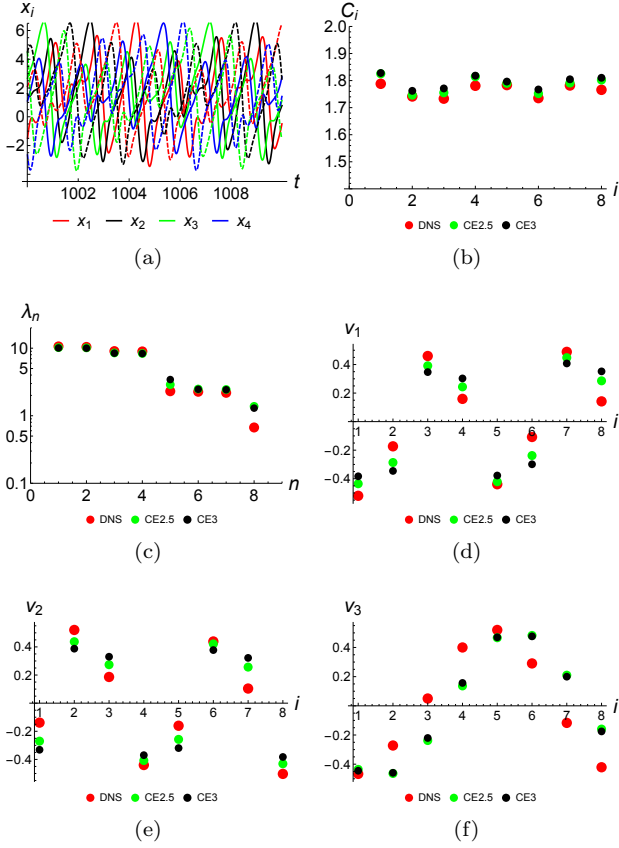 x_i
6
4
2
0
−2
1002 1004 1006 1008 t
x_1 x_2 x_3 x_4
(a)
C_i
2.0
1.9
1.8
1.7
1.6
1.5
1.4
0 2 4 6 8 i
DNS CE2.5 CE3
(b)
λ_n
10
5
1
0.5
0.1
0 2 4 6 8 n
DNS CE2.5 CE3
(c)
v_1
0.4
0.2
1 2 3 4 5 6 7 8 i
−0.2
−0.4
DNS CE2.5 CE3
(d)
v_2
0.4
0.2
1 2 3 4 5 6 7 8 i
−0.2
−0.4
DNS CE2.5 CE3
(e)
v_3
0.4
0.2
1 2 3 4 5 6 7 8 i
−0.2
−0.4
DNS CE2.5 CE3
(f)